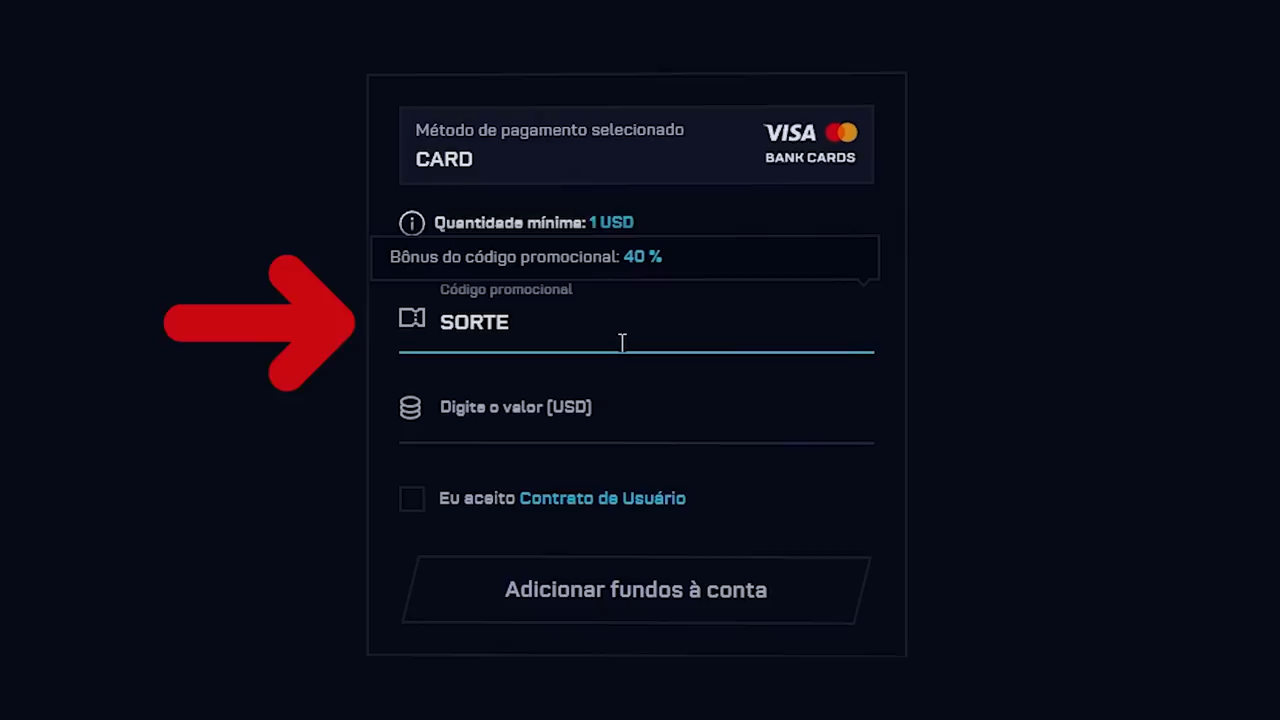 Método de pagamento selecionado
CARD
VISA
BANK CARDS
Quantidade mínima: 1 USD
Bônus do código promocional: 40 %
Código promocional
SORTE
Digite o valor (USD)
Eu aceito Contrato de Usuário
Adicionar fundos à conta